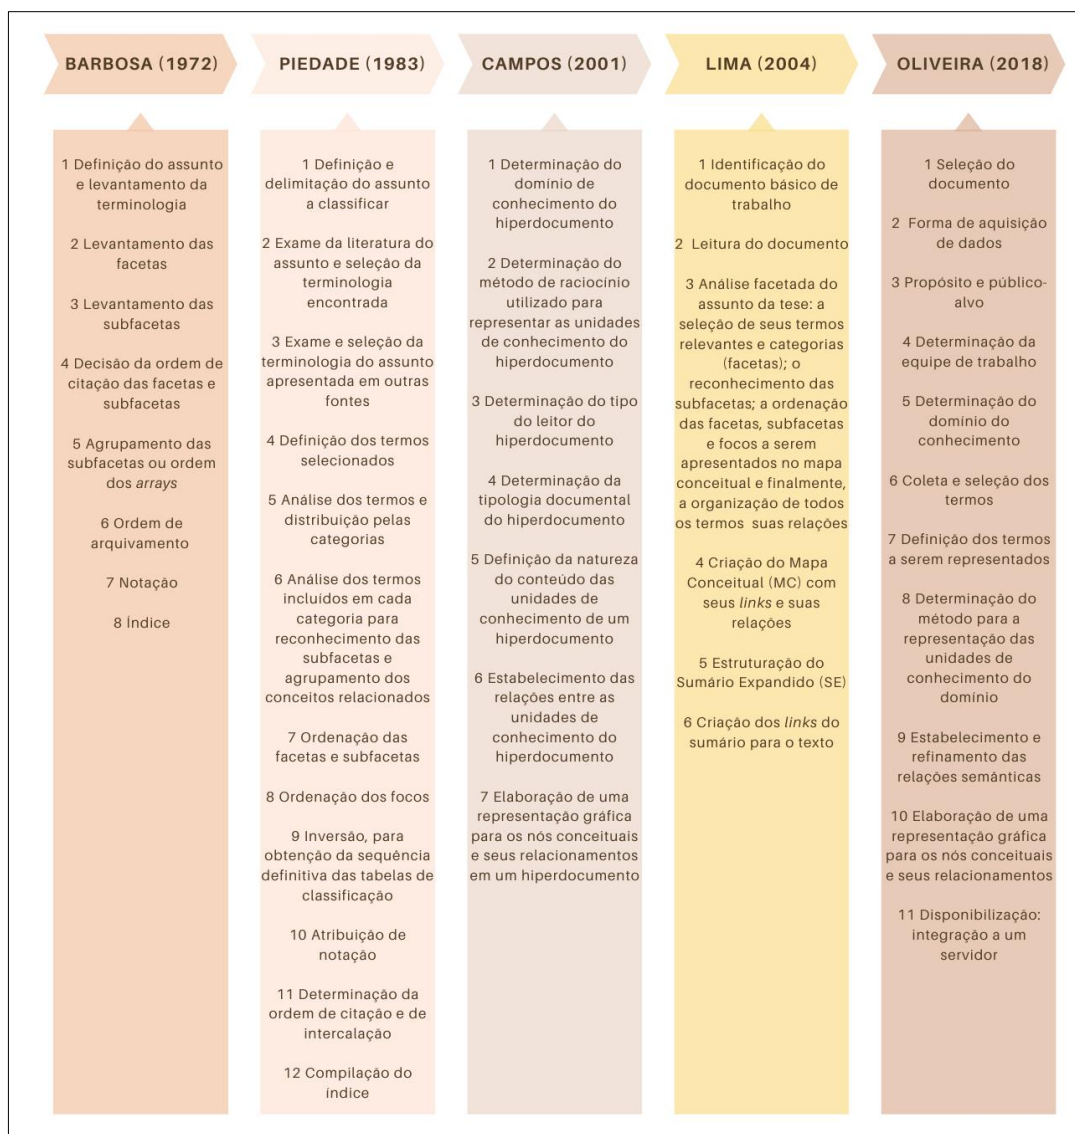 BARBOSA (1972)
1 Definição do assunto
e levantamento da
terminologia
2 Levantamento das
facetas
3 Levantamento das
subfacetas
4 Decisão da ordem de
citação das facetas e
subfacetas
5 Agrupamento das
subfacetas ou ordem
dos arrays
6 Ordem de
arquivamento
7 Notação
8 Índice
PIEDADE (1983)
1 Definição e
delimitação do assunto
a classificar
2 Exame da literatura do
assunto e seleção da
terminologia
encontrada
3 Exame e seleção da
terminologia do assunto
apresentada em outras
fontes
4 Definição dos termos
selecionados
5 Análise dos termos e
distribuição pelas
categorias
6 Análise dos termos
incluídos em cada
categoria para
reconhecimento das
subfacetas e
agrupamento dos
conceitos relacionados
7 Ordenação das
facetas e subfacetas
8 Ordenação dos focos
9 Inversão, para
obtenção da sequência
definitiva das tabelas de
classificação
10 Atribuição de
notação
11 Determinação da
ordem de citação e de
intercalação
12 Compilação do
índice
CAMPOS (2001)
1 Determinação do
domínio de
conhecimento do
hiperdocumento
2 Determinação do
método de raciocínio
utilizado para
representar as unidades
de conhecimento do
hiperdocumento
3 Determinação do tipo
do leitor do
hiperdocumento
4 Determinação da
tipologia documental
do hiperdocumento
5 Definição da natureza
do conteúdo das
unidades de
conhecimento de um
hiperdocumento
6 Estabelecimento das
relações entre as
unidades de
conhecimento do
hiperdocumento
7 Elaboração de uma
representação gráfica
para os nós conceituais
e seus relacionamentos
em um hiperdocumento
LIMA (2004)
1 Identificação do
documento básico de
trabalho
2 Leitura do documento
3 Análise facetada do
assunto da tese: a
seleção de seus termos
relevantes e categorias
(facetas); o
reconhecimento das
subfacetas; a ordenação
das facetas, subfacetas
e focos a serem
apresentados no mapa
conceitual e finalmente,
a organização de todos
os termos suas relações
4 Criação do Mapa
Conceitual (MC) com
seus links e suas
relações
5 Estruturação do
Sumário Expandido (SE)
6 Criação dos links do
sumário para o texto
OLIVEIRA (2018)
1 Seleção do
documento
2 Forma de aquisição
de dados
3 Propósito e público-
alvo
4 Determinação da
equipe de trabalho
5 Determinação do
domínio do
conhecimento
6 Coleta e seleção dos
termos
7 Definição dos termos
a serem representados
8 Determinação do
método para a
representação das
unidades de
conhecimento do
domínio
9 Estabelecimento e
refinamento das
relações semânticas
10 Elaboração de uma
representação gráfica
para os nós conceituais
e seus relacionamentos
11 Disponibilização:
integração a um
servidor